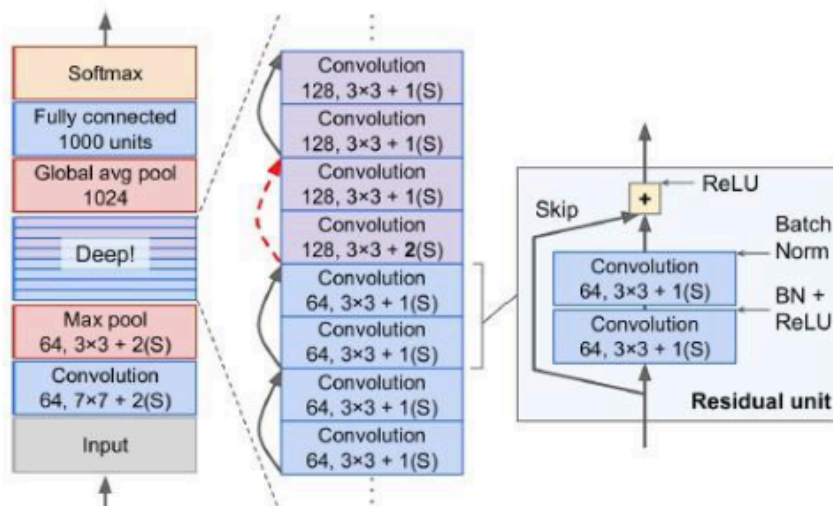 Softmax
Fully connected
1000 units
Global avg pool
1024
Deep!
Max pool
64, 3×3 + 2(S)
Convolution
64, 7×7 + 2(S)
Input
Convolution
128, 3×3 + 1(S)
Convolution
128, 3×3 + 1(S)
Convolution
128, 3×3 + 1(S)
Convolution
128, 3×3 + 2(S)
Convolution
64, 3×3 + 1(S)
Convolution
64, 3×3 + 1(S)
Convolution
64, 3×3 + 1(S)
Convolution
64, 3×3 + 1(S)
+
ReLU
Skip
Batch
Norm
Convolution
64, 3×3 + 1(S)
BN +
ReLU
Convolution
64, 3×3 + 1(S)
Residual unit